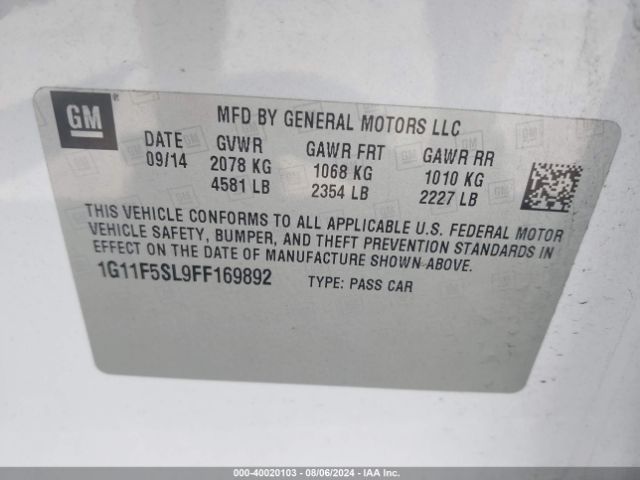 GM
MFD BY GENERAL MOTORS LLC
DATE GVWR GAWR FRT GAWR RR
09/14 2078 KG 1068 KG 1010 KG
4581 LB 2354 LB 2227 LB
THIS VEHICLE CONFORMS TO ALL APPLICABLE U.S. FEDERAL MOTOR
VEHICLE SAFETY, BUMPER, AND THEFT PREVENTION STANDARDS IN
EFFECT ON THE DATE OF MANUFACTURE SHOWN ABOVE.
1G11F5SL9FF169892 TYPE: PASS CAR
000-40020103 - 08/06/2024 - IAA Inc.